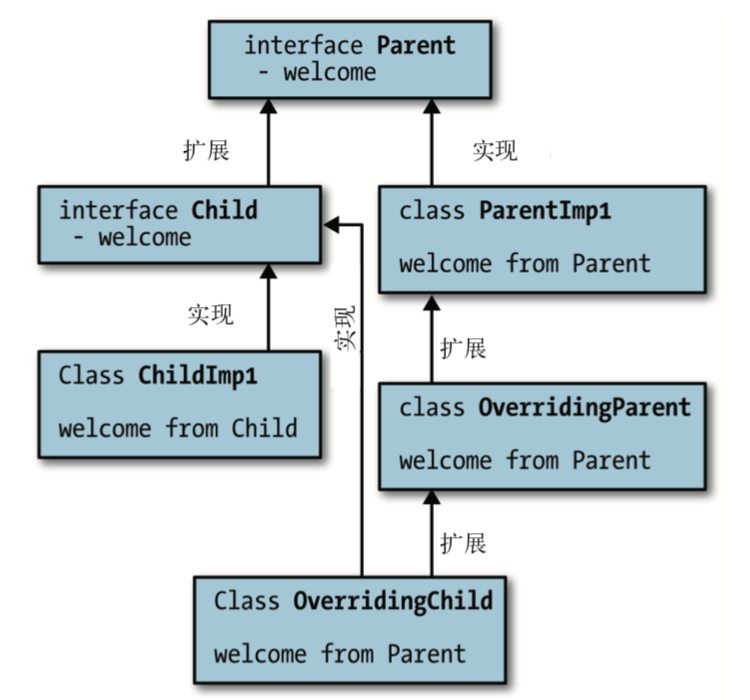 interface Parent
- welcome
扩展
实现
interface Child
- welcome
class ParentImp1
welcome from Parent
实现
实现
扩展
Class ChildImp1
welcome from Child
class OverridingParent
welcome from Parent
扩展
Class OverridingChild
welcome from Parent